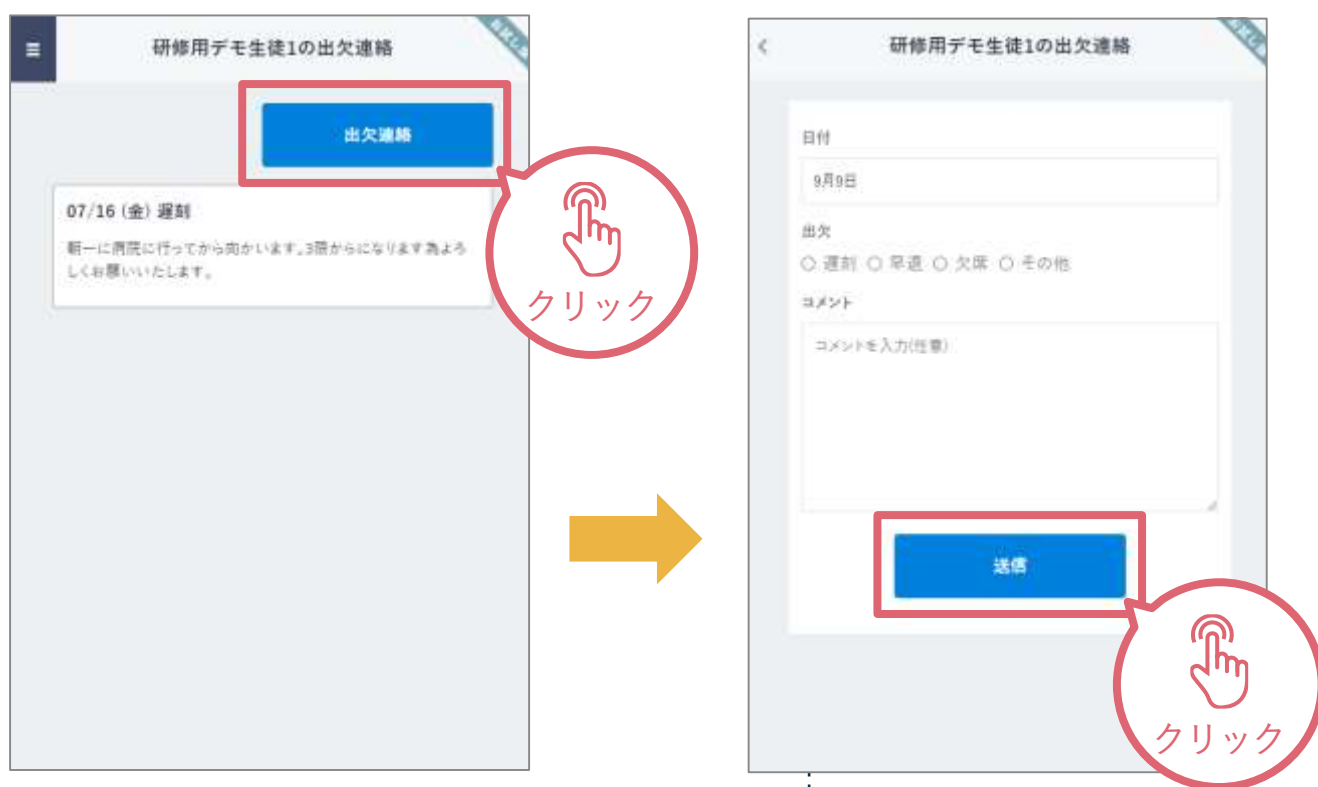 研修用デモ生徒1の出欠連絡
出欠連絡
07/16 (金) 遅刻
朝一に病院に行ってから向かいます。3限からになります為よろ
しくお願いいたします。
クリック
研修用デモ生徒1の出欠連絡
日付
9月9日
出欠
遅刻 早退 欠席 その他
コメント
コメントを入力(任意)
送信
クリック